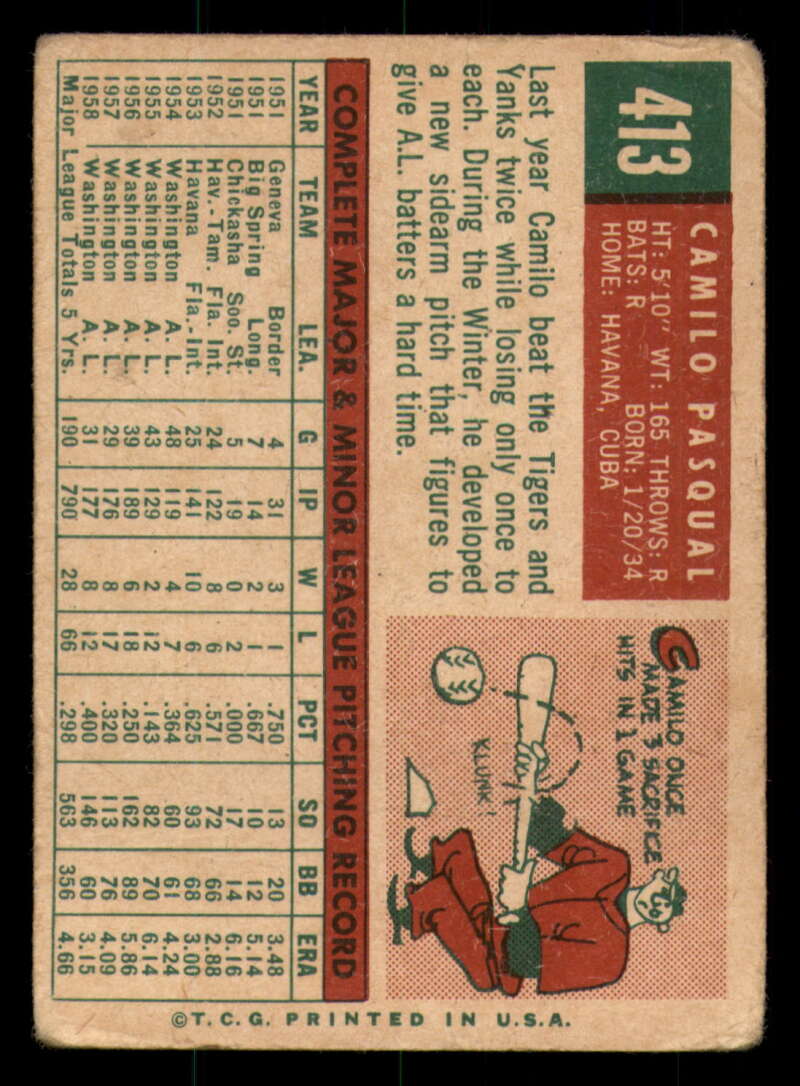 413
CAMILO PASQUAL
HT: 5'10" WT: 165 THROWS: R
BATS: R BORN: 1/20/34
HOME: HAVANA, CUBA
Last year Camilo beat the Tigers and
Yanks twice while losing only once to
each. During the Winter, he developed
a new sidearm pitch that figures to
give A.L. batters a hard time.
CAMILO ONCE
MADE 3 SACRIFICE
HITS IN 1 GAME
KLUNK!
COMPLETE MAJOR & MINOR LEAGUE PITCHING RECORD
YEAR TEAM LEA. G IP W L PCT SO BB ERA
1951 Geneva Border 4 31 3 1 .750 13 20 3.48
1951 Big Spring Long. 7 14 2 1 .667 10 12 5.14
1951 Chickasha Soo. St. 5 19 0 2 .000 17 14 6.16
1952 Hav.-Tam. Fla. Int. 24 122 8 6 .571 72 66 2.88
1953 Havana Fla.-Int. 25 141 10 6 .625 93 68 3.00
1954 Washington A. L. 48 119 4 7 .364 60 61 4.24
1955 Washington A. L. 43 129 2 12 .143 82 70 6.14
1956 Washington A. L. 39 189 6 18 .250 162 89 5.86
1957 Washington A. L. 29 176 8 17 .320 113 76 4.09
1958 Washington A. L. 31 177 8 12 .400 146 60 3.15
Major League Totals 5 Yrs. 190 790 28 66 .298 563 356 4.66
© T.C.G. PRINTED IN U.S.A.